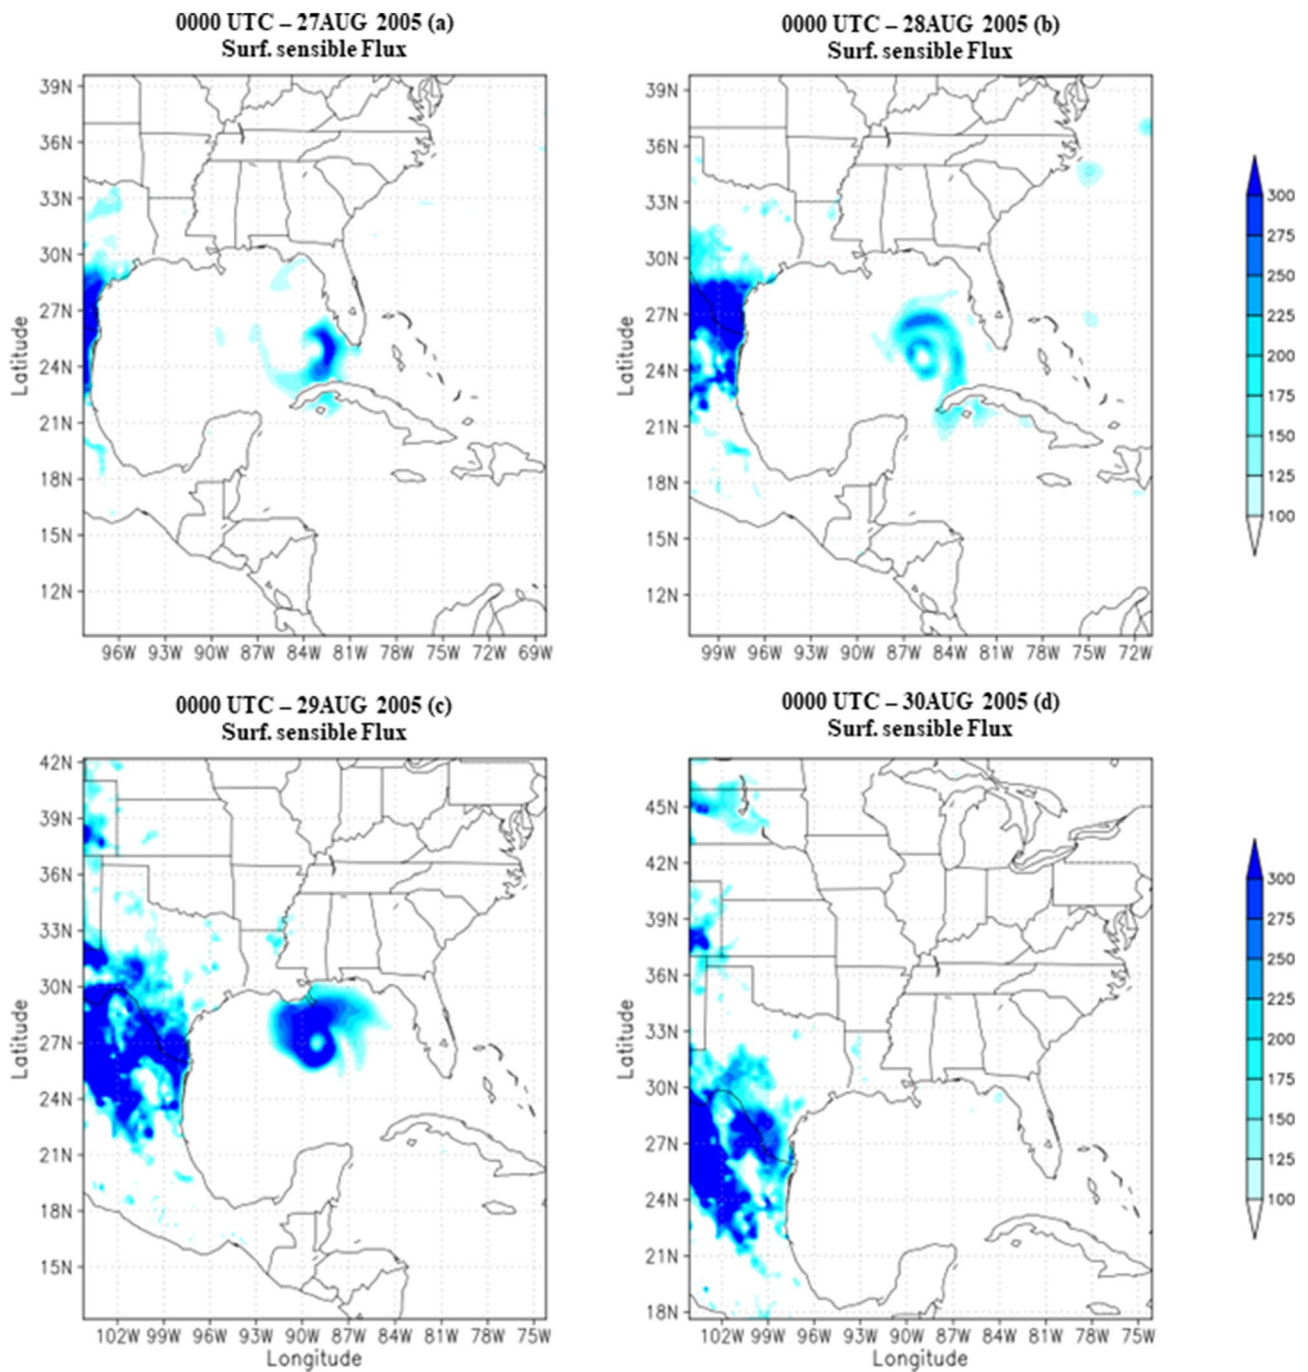 0000 UTC – 27AUG 2005 (a)
Surf. sensible Flux
39N
36N
33N
30N
27N
24N
21N
18N
15N
12N
Latitude
96W 93W 90W 87W 84W 81W 78W 75W 72W 69W
0000 UTC – 28AUG 2005 (b)
Surf. sensible Flux
39N
36N
33N
30N
27N
24N
21N
18N
15N
12N
Latitude
99W 96W 93W 90W 87W 84W 81W 78W 75W 72W
300
275
250
225
200
175
150
125
100
0000 UTC – 29AUG 2005 (c)
Surf. sensible Flux
42N
39N
36N
33N
30N
27N
24N
21N
18N
15N
Latitude
102W 99W 96W 93W 90W 87W 84W 81W 78W 75W
Longitude
0000 UTC – 30AUG 2005 (d)
Surf. sensible Flux
45N
42N
39N
36N
33N
30N
27N
24N
21N
18N
Latitude
102W 99W 96W 93W 90W 87W 84W 81W 78W 75W
Longitude
300
275
250
225
200
175
150
125
100